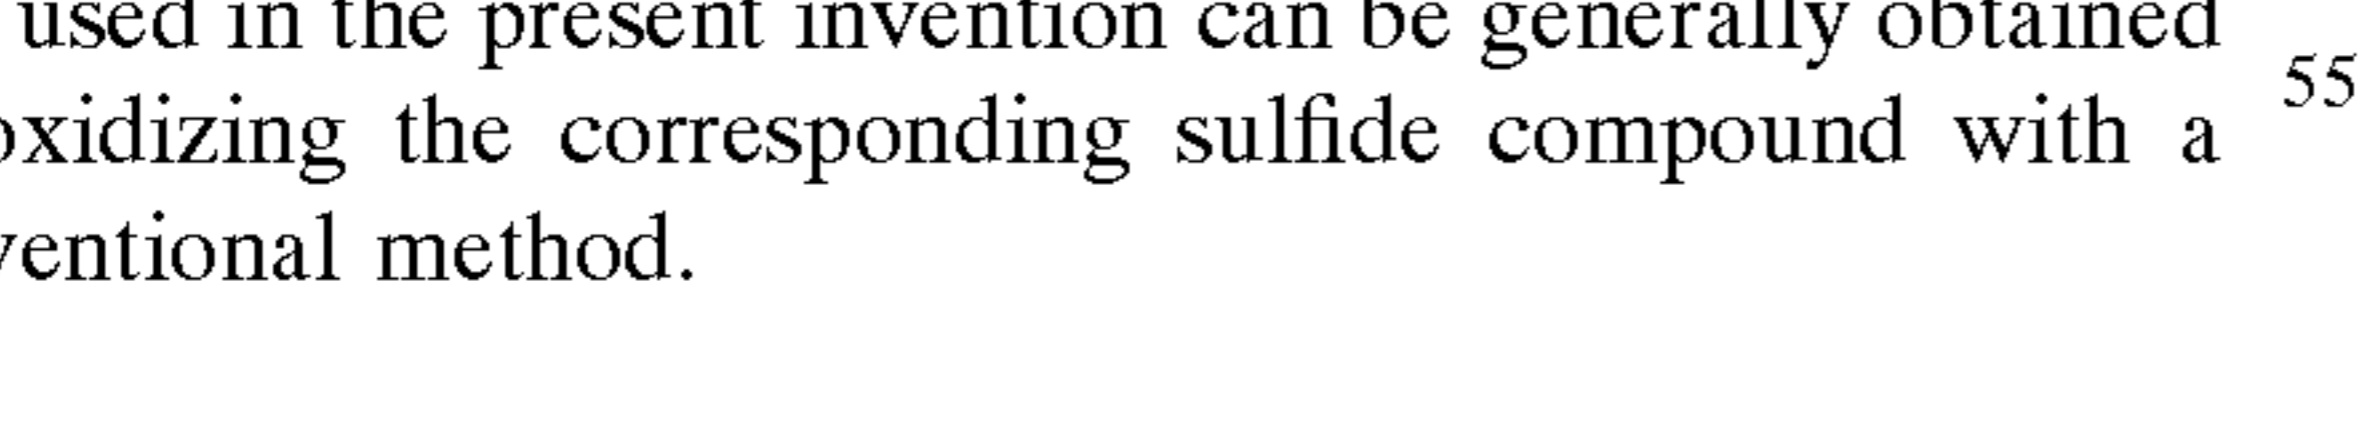 used in the present invention can be generally obtained
oxidizing the corresponding sulfide compound with a
ventional method.
55